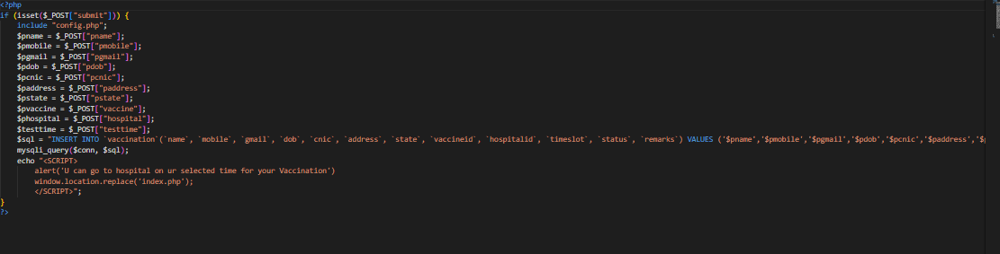 <?php
if (isset($_POST["submit"])) {
include "config.php";
$pname = $_POST["pname"];
$pmobile = $_POST["pmobile"];
$pgmail = $_POST["pgmail"];
$pdob = $_POST["pdob"];
$pcnic = $_POST["pcnic"];
$paddress = $_POST["paddress"];
$pstate = $_POST["pstate"];
$pvaccine = $_POST["vaccine"];
$phospital = $_POST["hospital"];
$testtime = $_POST["testtime"];
$sql = "INSERT INTO `vaccination`(`name`, `mobile`, `gmail`, `dob`, `cnic`, `address`, `state`, `vaccineid`, `hospitalid`, `timeslot`, `status`, `remarks`) VALUES ('$pname','$pmobile','$pgmail','$pdob','$pcnic','$paddress','$p
mysqli_query($conn, $sql);
echo "<SCRIPT>
alert('U can go to hospital on ur selected time for your Vaccination')
window.location.replace('index.php');
</SCRIPT>";
}
?>